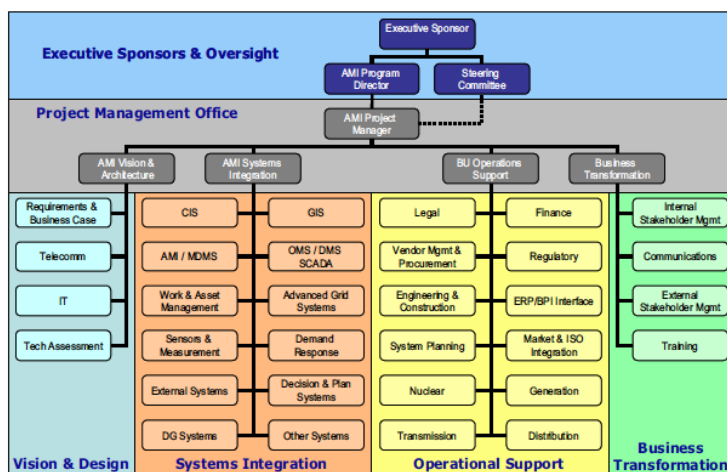 Executive Sponsors & Oversight
Executive Sponsor
AMI Program
Director
Steering
Committee
Project Management Office
AMI Project
Manager
AMI Vision &
Architecture
AMI Systems
Integration
BU Operations
Support
Business
Transformation
Requirements &
Business Case
Telecomm
IT
Tech Assessment
Vision & Design
CIS
GIS
AMI / MDMS
OMS / DMS
SCADA
Work & Asset
Management
Advanced Grid
Systems
Sensors &
Measurement
Demand
Response
External Systems
Decision & Plan
Systems
DG Systems
Other Systems
Systems Integration
Legal
Finance
Vendor Mgmt &
Procurement
Regulatory
Engineering &
Construction
ERP/BPI Interface
System Planning
Market & ISO
Integration
Nuclear
Generation
Transmission
Distribution
Operational Support
Internal
Stakeholder Mgmt
Communications
External
Stakeholder Mgmt
Training
Business
Transformation